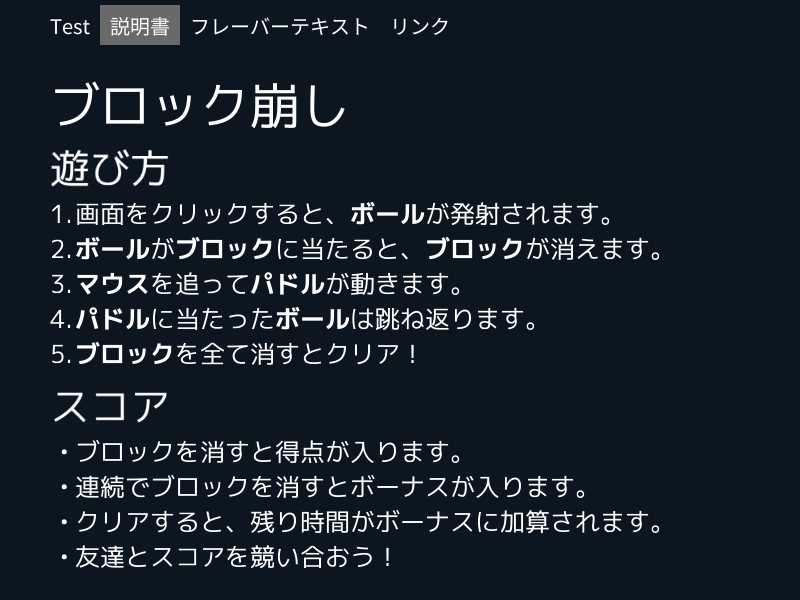 Test 説明書 フレーバーテキスト リンク
ブロック崩し
遊び方
1. 画面をクリックすると、ボールが発射されます。
2. ボールがブロックに当たると、ブロックが消えます。
3. マウスを追ってパドルが動きます。
4. パドルに当たったボールは跳ね返ります。
5. ブロックを全て消すとクリア！
スコア
・ブロックを消すと得点が入ります。
・連続でブロックを消すとボーナスが入ります。
・クリアすると、残り時間がボーナスに加算されます。
・友達とスコアを競い合おう！